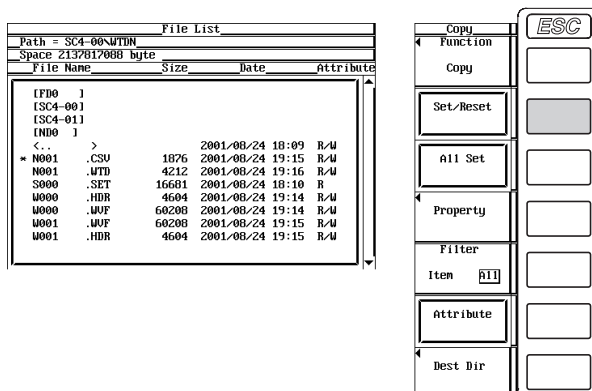 File List
Path = SC4-00\WTDN
Space 2137817088 byte
File Name Size Date Attribute
[FD0 ]
[SC4-00]
[SC4-01]
[ND0 ]
<.. > 2001/08/24 18:09 R/W
* N001 .CSV 1876 2001/08/24 19:15 R/W
N001 .WTD 4212 2001/08/24 19:16 R/W
S000 .SET 16681 2001/08/24 18:10 R
W000 .HDR 4604 2001/08/24 19:14 R/W
W000 .WVF 60208 2001/08/24 19:14 R/W
W001 .WVF 60208 2001/08/24 19:15 R/W
W001 .HDR 4604 2001/08/24 19:15 R/W
Copy
Function
Copy
Set/Reset
All Set
Property
Filter
Item All
Attribute
Dest Dir
ESC